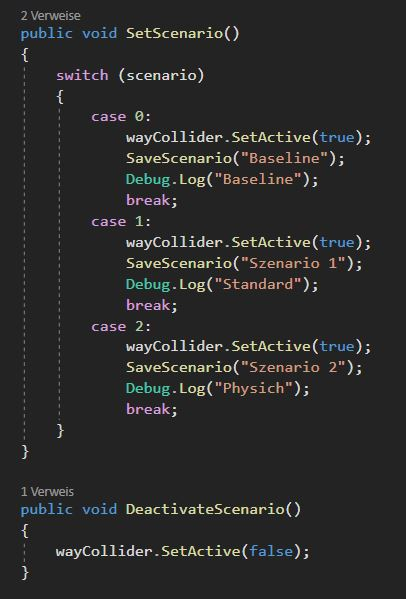 2 Verweise
public void SetScenario()
{
    switch (scenario)
    {
        case 0:
            wayCollider.SetActive(true);
            SaveScenario("Baseline");
            Debug.Log("Baseline");
            break;
        case 1:
            wayCollider.SetActive(true);
            SaveScenario("Szenario 1");
            Debug.Log("Standard");
            break;
        case 2:
            wayCollider.SetActive(true);
            SaveScenario("Szenario 2");
            Debug.Log("Physich");
            break;
    }
}
1 Verweis
public void DeactivateScenario()
{
    wayCollider.SetActive(false);
}